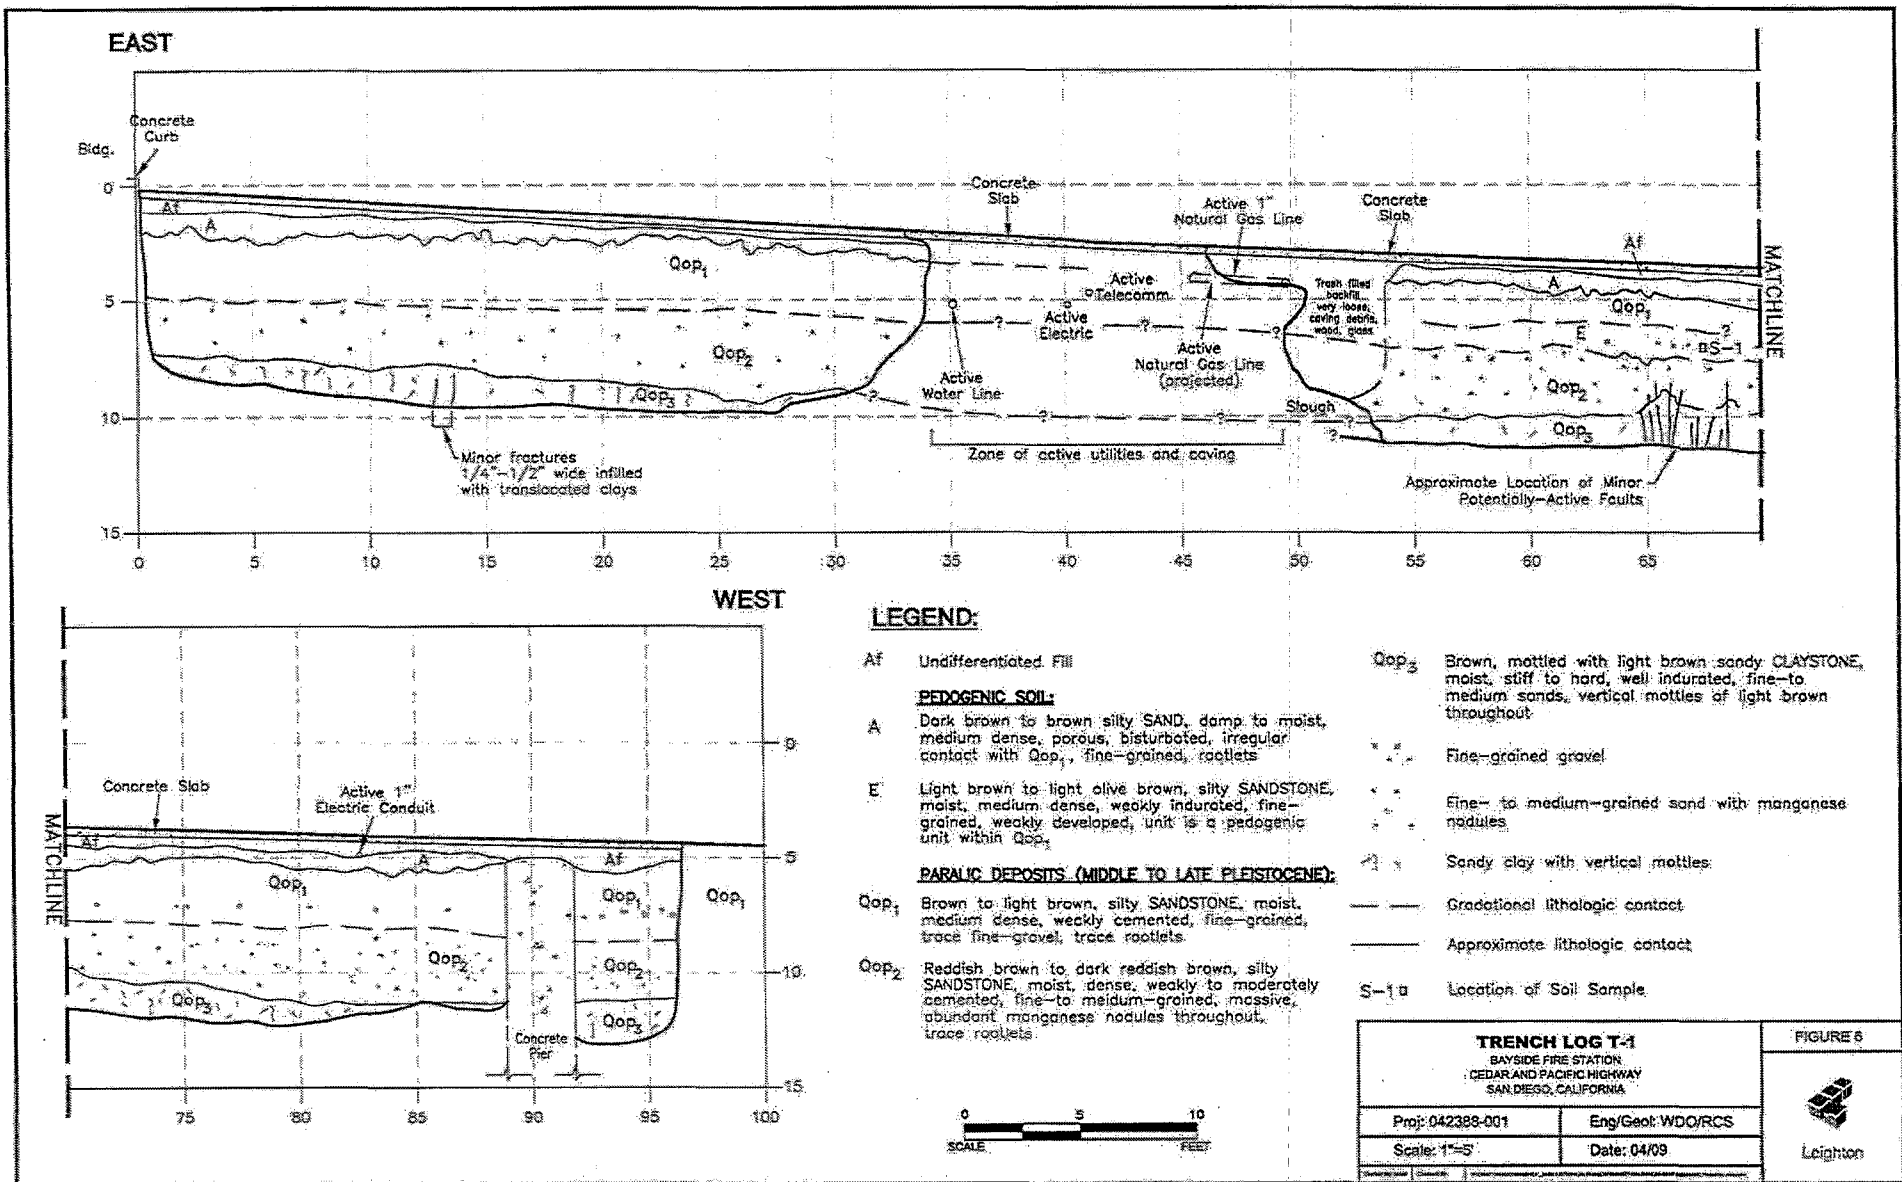 EAST
Concrete
Curb
Bldg.
0
5
10
15
Af
A
Qop1
Qop2
Qop3
Minor fractures
1/4"-1/2" wide infilled
with translocated clays
Concrete
Slab
Active 1"
Natural Gas Line
Concrete
Slab
Af
Active
Telecomm
Active
Electric
Active
Water Line
Active
Natural Gas Line
(projected)
Trash filled
backfill
very loose,
caving debris,
wood, glass
Slough
Zone of active utilities and caving
A
Qop1
E
S-1
Qop2
Qop3
? ? ? ? ? ? ? ? ? ?
Approximate Location of Minor
Potentially-Active Faults
MATCHLINE
0 5 10 15 20 25 30 35 40 45 50 55 60 65
WEST
MATCHLINE
Concrete Slab
Active 1"
Electric Conduit
Af
A
Af
Qop1
Qop1
Qop1
Qop2
Qop2
Qop3
Qop3
Concrete
Pier
0
5
10
15
75 80 85 90 95 100
LEGEND:
Af Undifferentiated Fill
PEDOGENIC SOIL:
A Dark brown to brown silty SAND, damp to moist,
medium dense, porous, bisturbated, irregular
contact with Qop1, fine-grained, rootlets
E Light brown to light olive brown, silty SANDSTONE,
moist, medium dense, weakly indurated, fine-
grained, weakly developed, unit is a pedogenic
unit within Qop1
PARALIC DEPOSITS (MIDDLE TO LATE PLEISTOCENE):
Qop1 Brown to light brown, silty SANDSTONE, moist,
medium dense, weakly cemented, fine-grained,
trace fine-gravel, trace rootlets
Qop2 Reddish brown to dark reddish brown, silty
SANDSTONE, moist, dense, weakly to moderately
cemented, fine-to meidum-grained, massive,
abundant manganese nodules throughout,
trace rootlets
Qop3 Brown, mottled with light brown sandy CLAYSTONE,
moist, stiff to hard, well indurated, fine-to
medium sands, vertical mottles of light brown
throughout
Fine-grained gravel
Fine- to medium-grained sand with manganese
nodules
Sandy clay with vertical mottles
Gradational lithologic contact
Approximate lithologic contact
S-1 Location of Soil Sample
0 5 10
SCALE FEET
TRENCH LOG T-1
BAYSIDE FIRE STATION
CEDAR AND PACIFIC HIGHWAY
SAN DIEGO, CALIFORNIA
Proj: 042388-001 Eng/Geol: WDO/RCS
Scale: 1"=5' Date: 04/09
FIGURE 6
Leighton